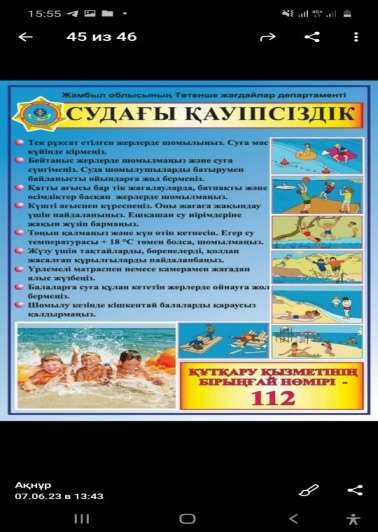 15:55
45 из 46
Жамбыл облысының Төтенше жағдайлар департаменті
СУДАҒЫ ҚАУІПСІЗДІК
Тек рұқсат етілген жерлерде шомылыңыз. Суға мас
күйінде кірмеңіз.
Бейтаныс жерлерде шомылмаңыз және суға
сүңгімеңіз. Суда шомылушыларды батырумен
байланысты ойындарға жол бермеңіз.
Қатты ағысы бар тік жағалауларда, батпақты және
өсімдіктер басқан жерлерде шомылмаңыз.
Күшті ағыспен күреспеңіз. Оны жағаға жақындау
үшін пайдаланыңыз. Ешқашан су иірімдеріне
жақын жүзіп бармаңыз.
Тоңып қалмаңыз және күн өтіп кетпесін. Егер су
температурасы + 18 °С төмен болса, шомылмаңыз.
Жүзу үшін тақтайларды, бөренелерді, қолдан
жасалған құрылғыларды пайдаланбаңыз.
Үрлемелі матраспен немесе камерамен жағадан
алыс жүзбеңіз.
Балаларға суға құлап кететін жерлерде ойнауға жол
бермеңіз.
Шомылу кезінде кішкентай балаларды қараусыз
қалдырмаңыз.
ҚҰТҚАРУ ҚЫЗМЕТІНІҢ
БІРЫҢҒАЙ НӨМІРІ -
112
Ақнұр
07.06.23 в 13:43